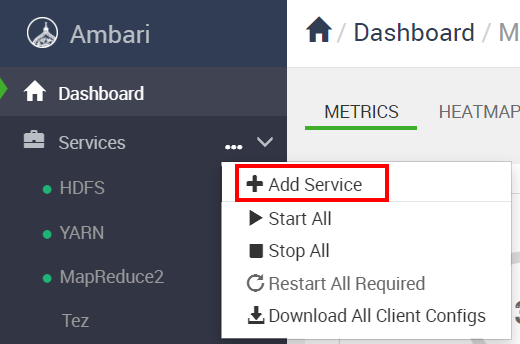 Ambari
/ Dashboard / M
Dashboard
METRICS HEATMAP
Services ...
Add Service
HDFS
Start All
YARN
Stop All
MapReduce2
Restart All Required
Tez
Download All Client Configs